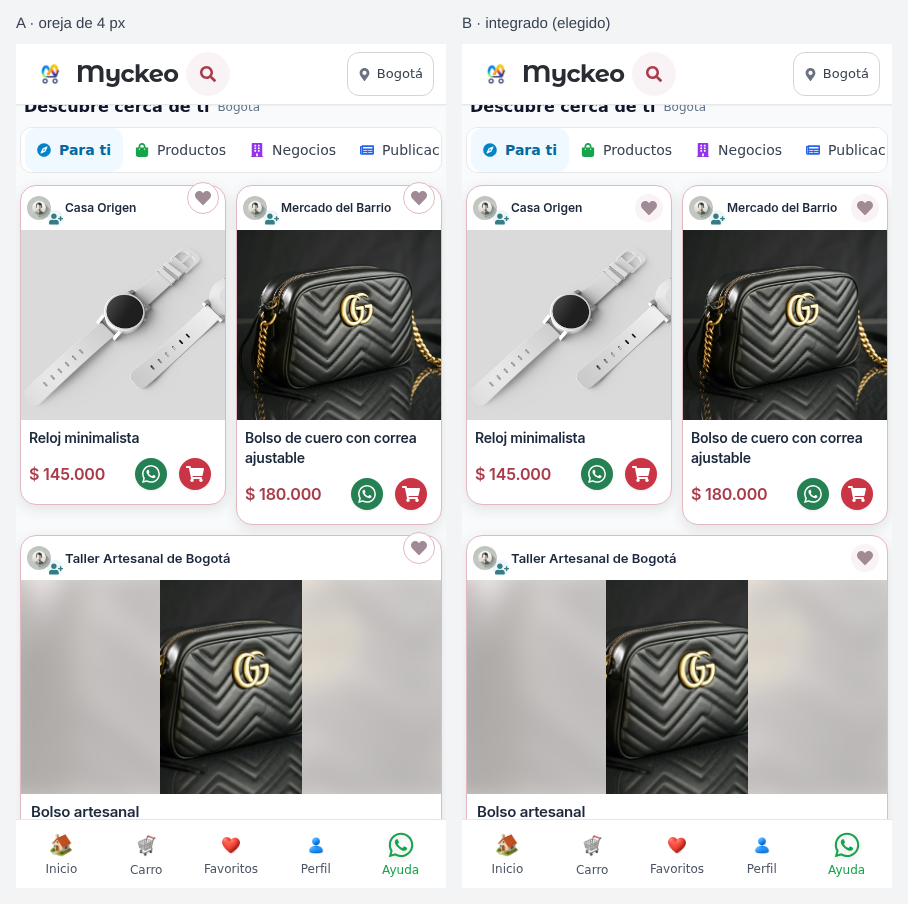 A · oreja de 4 px
Myckeo
Bogotá
Descubre cerca de ti Bogotá
Para ti Productos Negocios Publicac
Casa Origen
Mercado del Barrio
Reloj minimalista
$ 145.000
Bolso de cuero con correa
ajustable
$ 180.000
Taller Artesanal de Bogotá
Bolso artesanal
Inicio Carro Favoritos Perfil Ayuda
B · integrado (elegido)
Myckeo
Bogotá
Descubre cerca de ti Bogotá
Para ti Productos Negocios Publicac
Casa Origen
Mercado del Barrio
Reloj minimalista
$ 145.000
Bolso de cuero con correa
ajustable
$ 180.000
Taller Artesanal de Bogotá
Bolso artesanal
Inicio Carro Favoritos Perfil Ayuda